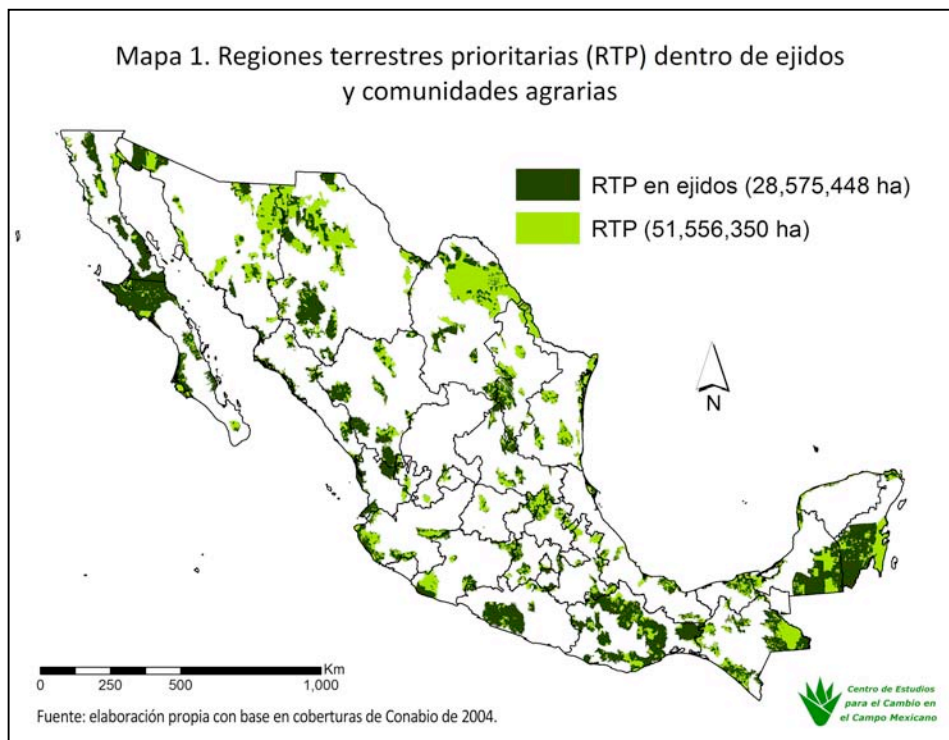 Mapa 1. Regiones terrestres prioritarias (RTP) dentro de ejidos
y comunidades agrarias
RTP en ejidos (28,575,448 ha)
RTP (51,556,350 ha)
N
Km
0 250 500 1,000
Fuente: elaboración propia con base en coberturas de Conabio de 2004.
Centro de Estudios
para el Cambio en
el Campo Mexicano